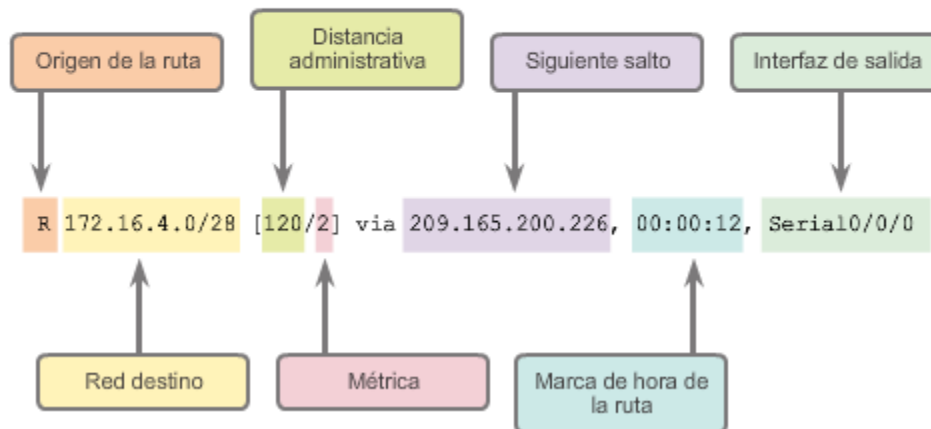 Origen de la ruta
Distancia
administrativa
Siguiente salto
Interfaz de salida
R 172.16.4.0/28 [120/2] via 209.165.200.226, 00:00:12, Serial0/0/0
Red destino
Métrica
Marca de hora de
la ruta